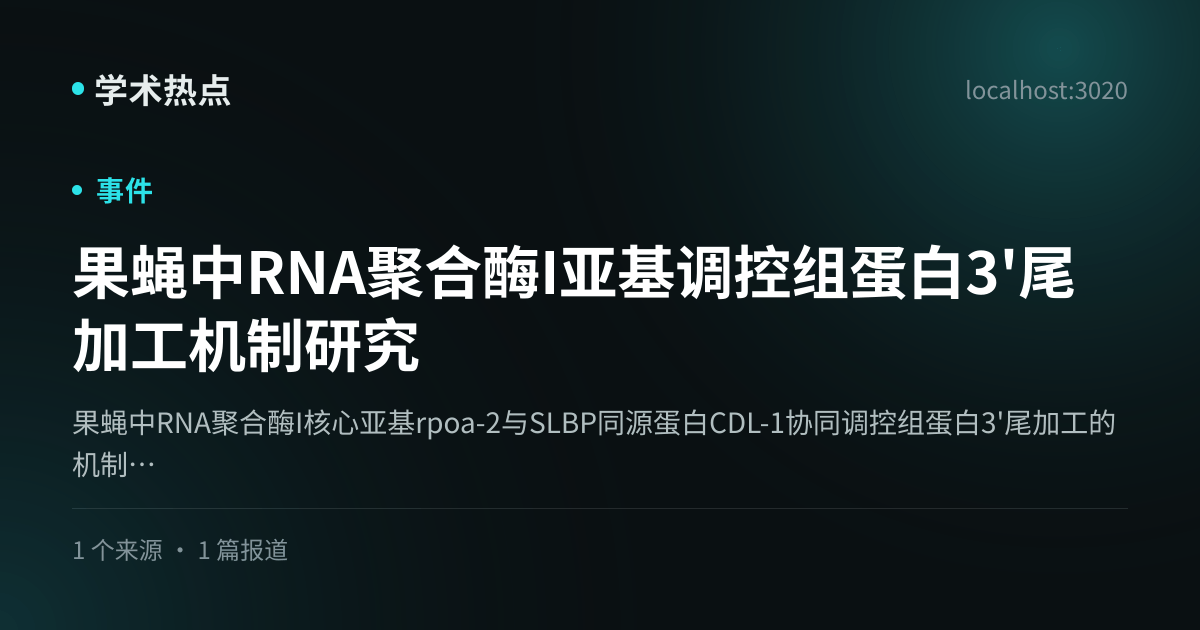 学术热点
localhost:3020
事件
果蝇中RNA聚合酶I亚基调控组蛋白3'尾
加工机制研究
果蝇中RNA聚合酶I核心亚基rpoa-2与SLBP同源蛋白CDL-1协同调控组蛋白3'尾加工的
机制…
1 个来源 · 1 篇报道